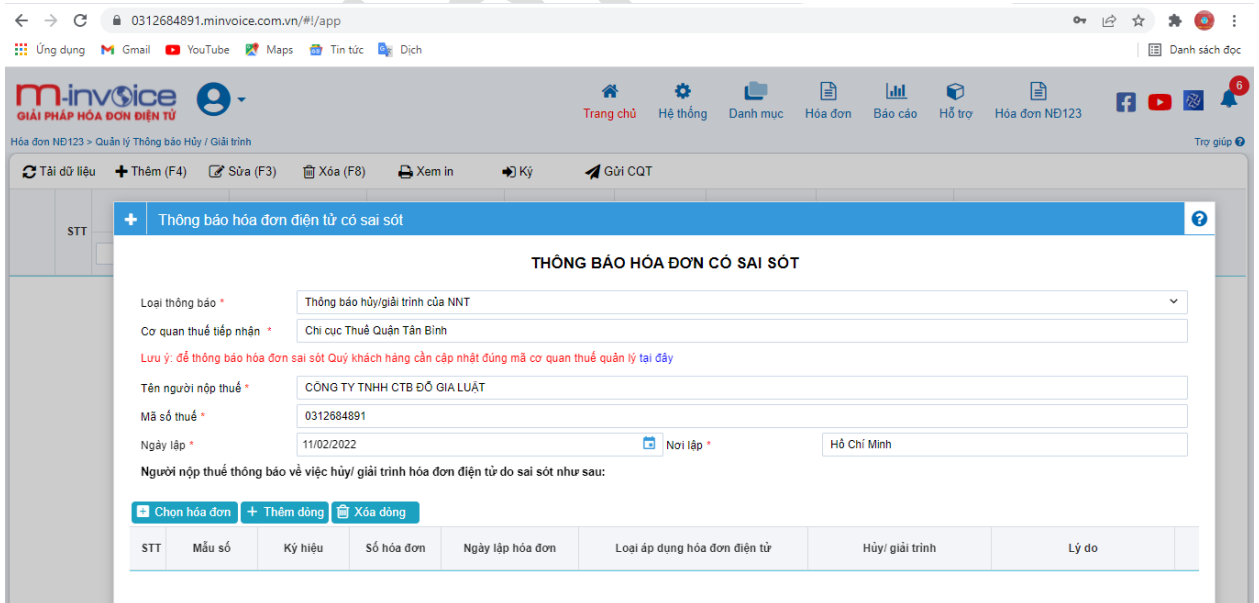 0312684891.minvoice.com.vn/#!/app
Ứng dụng Gmail YouTube Maps Tin tức Dịch Danh sách đọc
m-invoice
GIẢI PHÁP HÓA ĐƠN ĐIỆN TỬ
Trang chủ Hệ thống Danh mục Hóa đơn Báo cáo Hỗ trợ Hóa đơn NĐ123 6
Hóa đơn NĐ123 > Quản lý Thông báo Hủy / Giải trình Trợ giúp
Tải dữ liệu Thêm (F4) Sửa (F3) Xóa (F8) Xem in Ký Gửi CQT
STT
Thông báo hóa đơn điện tử có sai sót
THÔNG BÁO HÓA ĐƠN CÓ SAI SÓT
Loại thông báo * Thông báo hủy/giải trình của NNT
Cơ quan thuế tiếp nhận * Chi cục Thuế Quận Tân Bình
Lưu ý: để thông báo hóa đơn sai sót Quý khách hàng cần cập nhật đúng mã cơ quan thuế quản lý tại đây
Tên người nộp thuế * CÔNG TY TNHH CTB ĐỖ GIA LUẬT
Mã số thuế * 0312684891
Ngày lập * 11/02/2022 Nơi lập * Hồ Chí Minh
Người nộp thuế thông báo về việc hủy/ giải trình hóa đơn điện tử do sai sót như sau:
Chọn hóa đơn Thêm dòng Xóa dòng
STT Mẫu số Ký hiệu Số hóa đơn Ngày lập hóa đơn Loại áp dụng hóa đơn điện tử Hủy/ giải trình Lý do